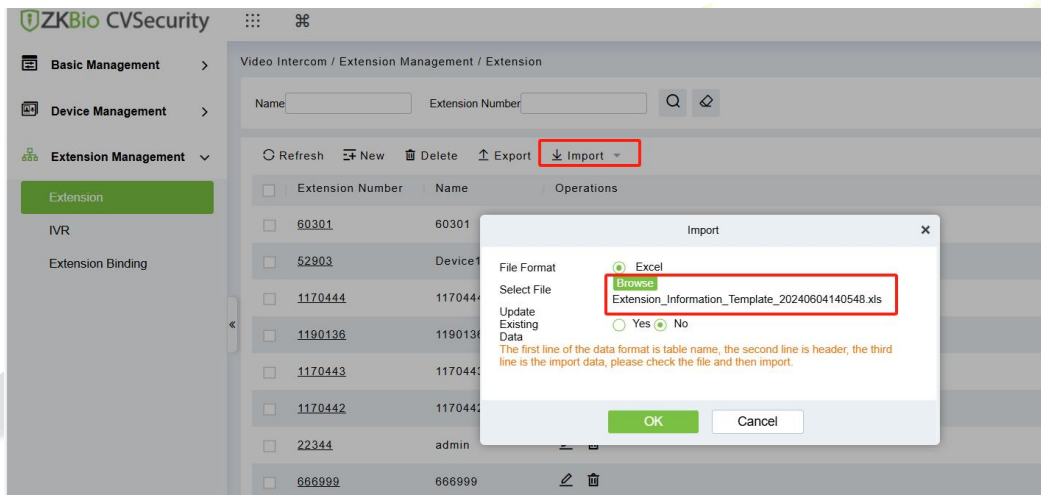 ZKBio CVSecurity
Basic Management
Device Management
Extension Management
Extension
IVR
Extension Binding
Video Intercom / Extension Management / Extension
Name
Extension Number
Refresh New Delete Export Import
Extension Number Name Operations
60301 60301
52903 Device1
1170444 117044
1190136 119013
1170443 117044
1170442 117044
22344 admin
666999 666999
Import
File Format Excel
Select File Browse
Extension_Information_Template_20240604140548.xls
Update
Existing Yes No
Data
The first line of the data format is table name, the second line is header, the third
line is the import data, please check the file and then import.
OK Cancel